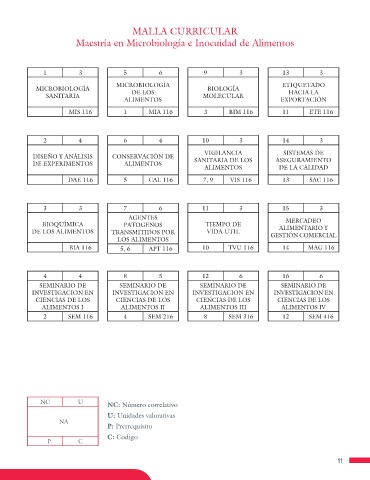 MALLA CURRICULAR
Maestría en Microbiología e Inocuidad de Alimentos
1 3 5 6 9 3 13 3
MICROBIOLOGÍA SANITARIA
MICROBIOLOGÍA DE LOS ALIMENTOS
BIOLOGÍA MOLECULAR
ETIQUETADO HACIA LA EXPORTACIÓN
MIS 116 1 MIA 116 3 BIM 116 11 ETE 116
2 4 6 4 10 3 14 3
DISEÑO Y ANÁLISIS DE EXPERIMENTOS
CONSERVACIÓN DE ALIMENTOS
VIGILANCIA SANITARIA DE LOS ALIMENTOS
SISTEMAS DE ASEGURAMIENTO DE LA CALIDAD
DAE 116 5 CAL 116 7, 9 VIS 116 13 SAC 116
3 3 7 6 11 3 15 3
BIOQUÍMICA DE LOS ALIMENTOS
AGENTES PATOGENOS TRANSMITIDOS POR LOS ALIMENTOS
TIEMPO DE VIDA UTIL
MERCADEO ALIMENTARIO Y GESTIÓN COMERCIAL
BIA 116 5, 6 APT 116 10 TVU 116 14 MAG 116
4 4 8 5 12 6 16 6
SEMINARIO DE INVESTIGACION EN CIENCIAS DE LOS ALIMENTOS I
SEMINARIO DE INVESTIGACION EN CIENCIAS DE LOS ALIMENTOS II
SEMINARIO DE INVESTIGACION EN CIENCIAS DE LOS ALIMENTOS III
SEMINARIO DE INVESTIGACION EN CIENCIAS DE LOS ALIMENTOS IV
2 SEM 116 4 SEM 216 8 SEM 316 12 SEM 416
NC U
NA
P C
NC: Número correlativo
U: Unidades valorativas
P: Prerrequisito
C: Codigo
11